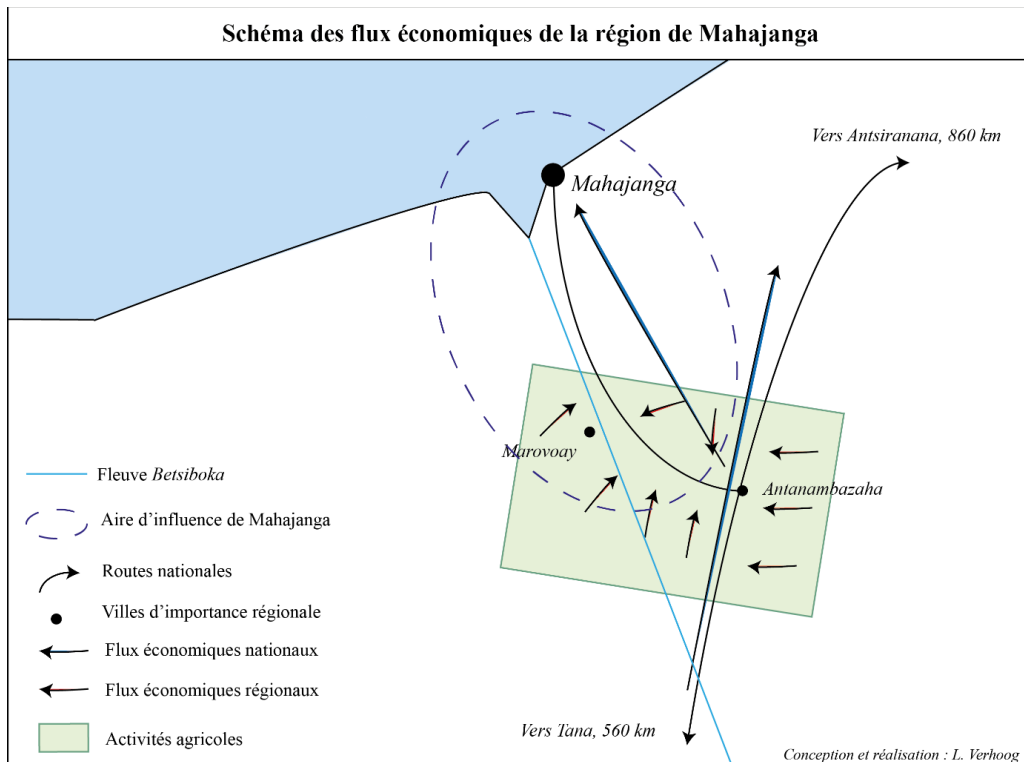 Schéma des flux économiques de la région de Mahajanga
Vers Antsiranana, 860 km
Mahajanga
Marovoay
Antanambazaha
Fleuve Betsiboka
Aire d’influence de Mahajanga
Routes nationales
Villes d’importance régionale
Flux économiques nationaux
Flux économiques régionaux
Activités agricoles
Vers Tana, 560 km
Conception et réalisation : L. Verhoog